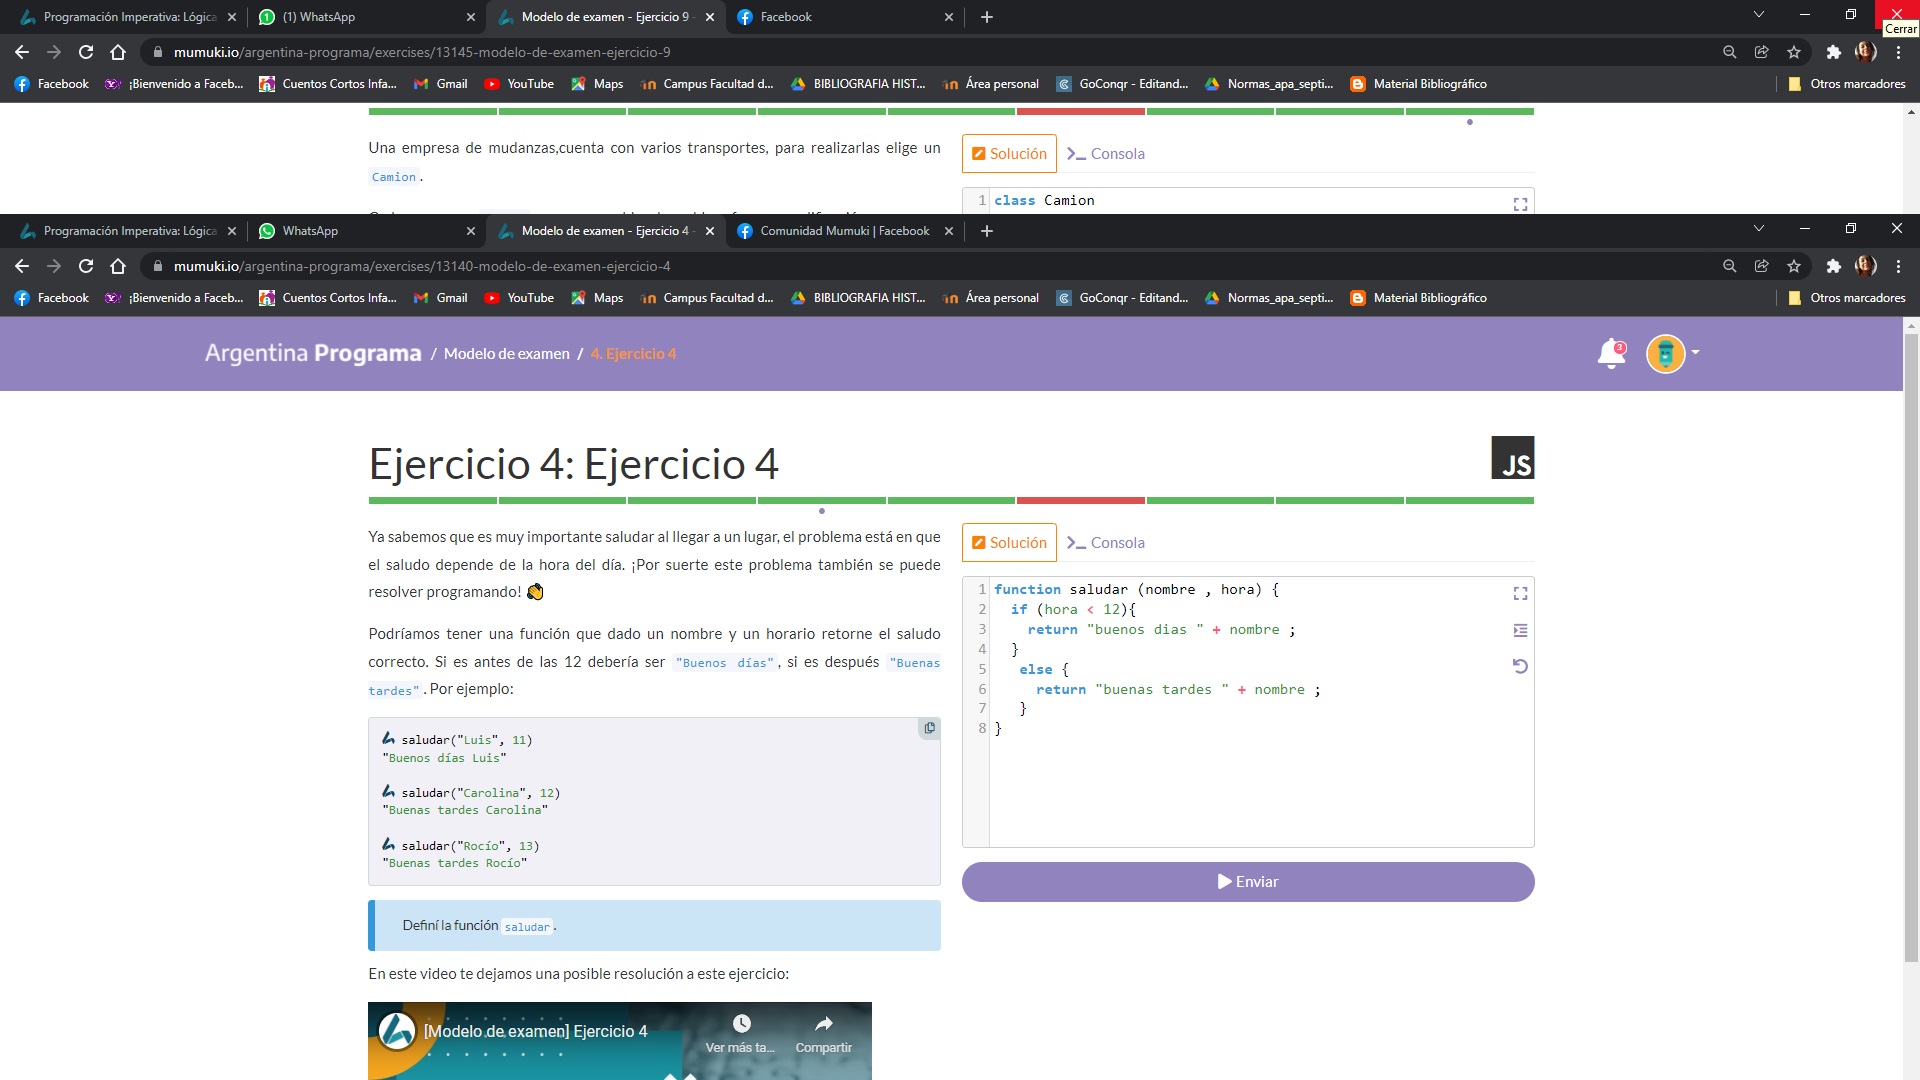 Programación Imperativa: Lógica
(1) WhatsApp
Modelo de examen - Ejercicio 9 -
Facebook
Cerrar
mumuki.io/argentina-programa/exercises/13145-modelo-de-examen-ejercicio-9
Facebook
¡Bienvenido a Faceb...
Cuentos Cortos Infa...
Gmail
YouTube
Maps
Campus Facultad d...
BIBLIOGRAFIA HIST...
Área personal
GoConqr - Editand...
Normas_apa_septi...
Material Bibliográfico
Otros marcadores
Una empresa de mudanzas,cuenta con varios transportes, para realizarlas elige un
Camion.
Solución
Consola
1 class Camion
Programación Imperativa: Lógica
WhatsApp
Modelo de examen - Ejercicio 4 -
Comunidad Mumuki | Facebook
mumuki.io/argentina-programa/exercises/13140-modelo-de-examen-ejercicio-4
Facebook
¡Bienvenido a Faceb...
Cuentos Cortos Infa...
Gmail
YouTube
Maps
Campus Facultad d...
BIBLIOGRAFIA HIST...
Área personal
GoConqr - Editand...
Normas_apa_septi...
Material Bibliográfico
Otros marcadores
Argentina Programa / Modelo de examen / 4. Ejercicio 4
3
Ejercicio 4: Ejercicio 4
JS
Ya sabemos que es muy importante saludar al llegar a un lugar, el problema está en que
el saludo depende de la hora del día. ¡Por suerte este problema también se puede
resolver programando! 👏
Podríamos tener una función que dado un nombre y un horario retorne el saludo
correcto. Si es antes de las 12 debería ser "Buenos días", si es después "Buenas
tardes". Por ejemplo:
saludar("Luis", 11)
"Buenos días Luis"
saludar("Carolina", 12)
"Buenas tardes Carolina"
saludar("Rocío", 13)
"Buenas tardes Rocío"
Definí la función saludar.
En este video te dejamos una posible resolución a este ejercicio:
[Modelo de examen] Ejercicio 4
Ver más ta...
Compartir
Solución
Consola
1 function saludar (nombre , hora) {
2 if (hora < 12){
3 return "buenos dias " + nombre ;
4 }
5 else {
6 return "buenas tardes " + nombre ;
7 }
8 }
Enviar